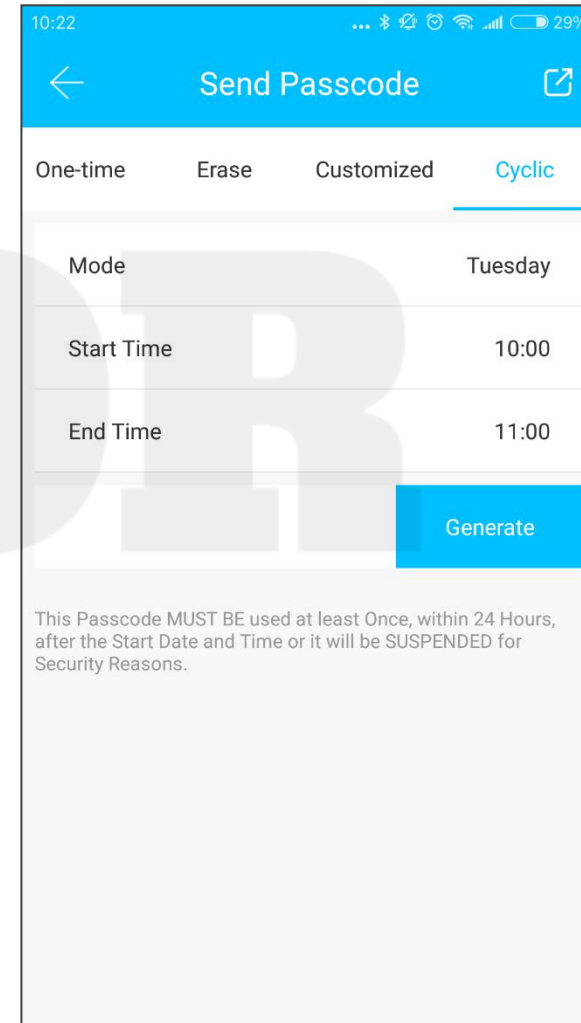 10:22 ... 29%
Send Passcode
One-time Erase Customized Cyclic
Mode Tuesday
Start Time 10:00
End Time 11:00
Generate
This Passcode MUST BE used at least Once, within 24 Hours,
after the Start Date and Time or it will be SUSPENDED for
Security Reasons.